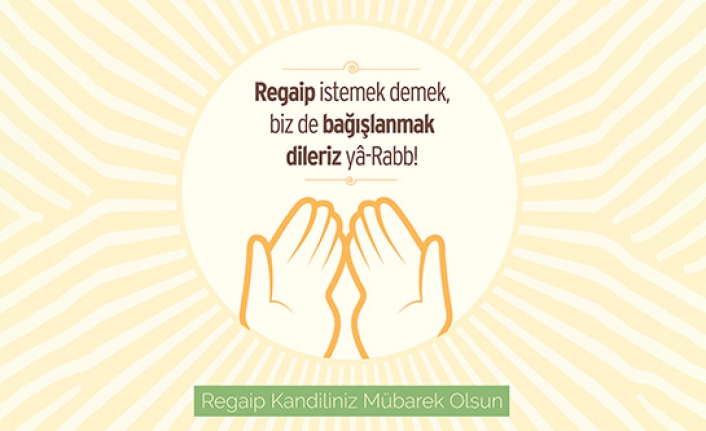 Regaip istemek demek,
biz de bağışlanmak
dileriz yâ-Rabb!
Regaip Kandiliniz Mübarek Olsun